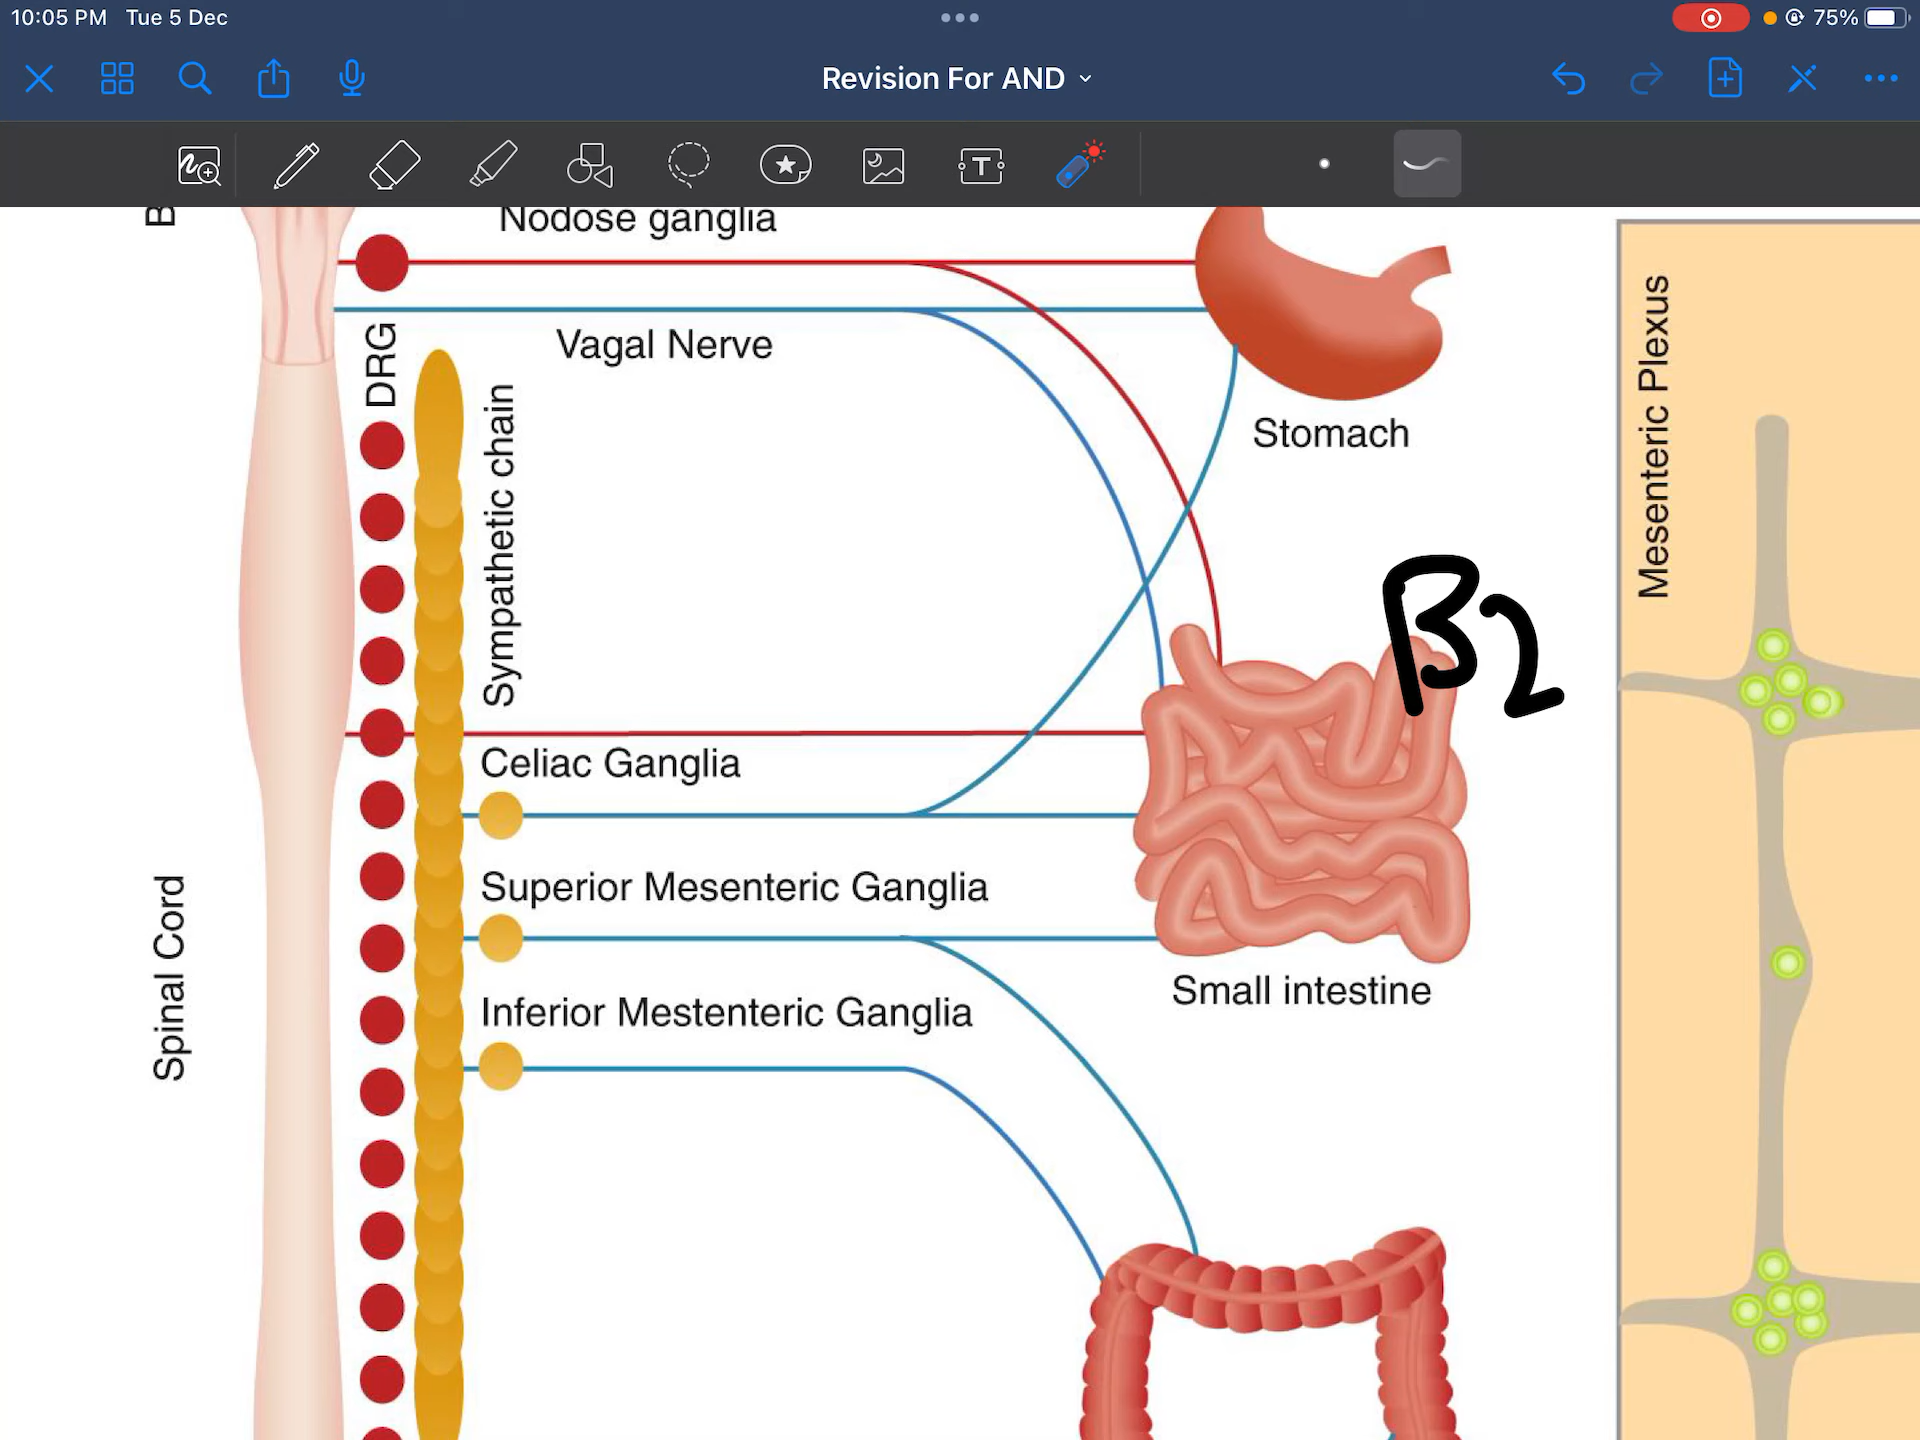 10:05 PM Tue 5 Dec
75%
Revision For AND
T
B
Nodose ganglia
Vagal Nerve
DRG
Sympathetic chain
Stomach
Mesenteric Plexus
β2
Celiac Ganglia
Superior Mesenteric Ganglia
Spinal Cord
Small intestine
Inferior Mestenteric Ganglia